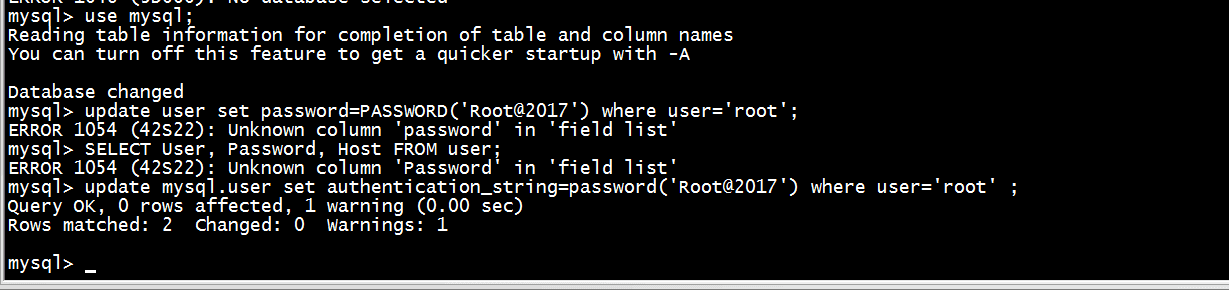 mysql> use mysql;
Reading table information for completion of table and column names
You can turn off this feature to get a quicker startup with -A
Database changed
mysql> update user set password=PASSWORD('Root@2017') where user='root';
ERROR 1054 (42S22): Unknown column 'password' in 'field list'
mysql> SELECT User, Password, Host FROM user;
ERROR 1054 (42S22): Unknown column 'Password' in 'field list'
mysql> update mysql.user set authentication_string=password('Root@2017') where user='root' ;
Query OK, 0 rows affected, 1 warning (0.00 sec)
Rows matched: 2  Changed: 0  Warnings: 1
mysql> _